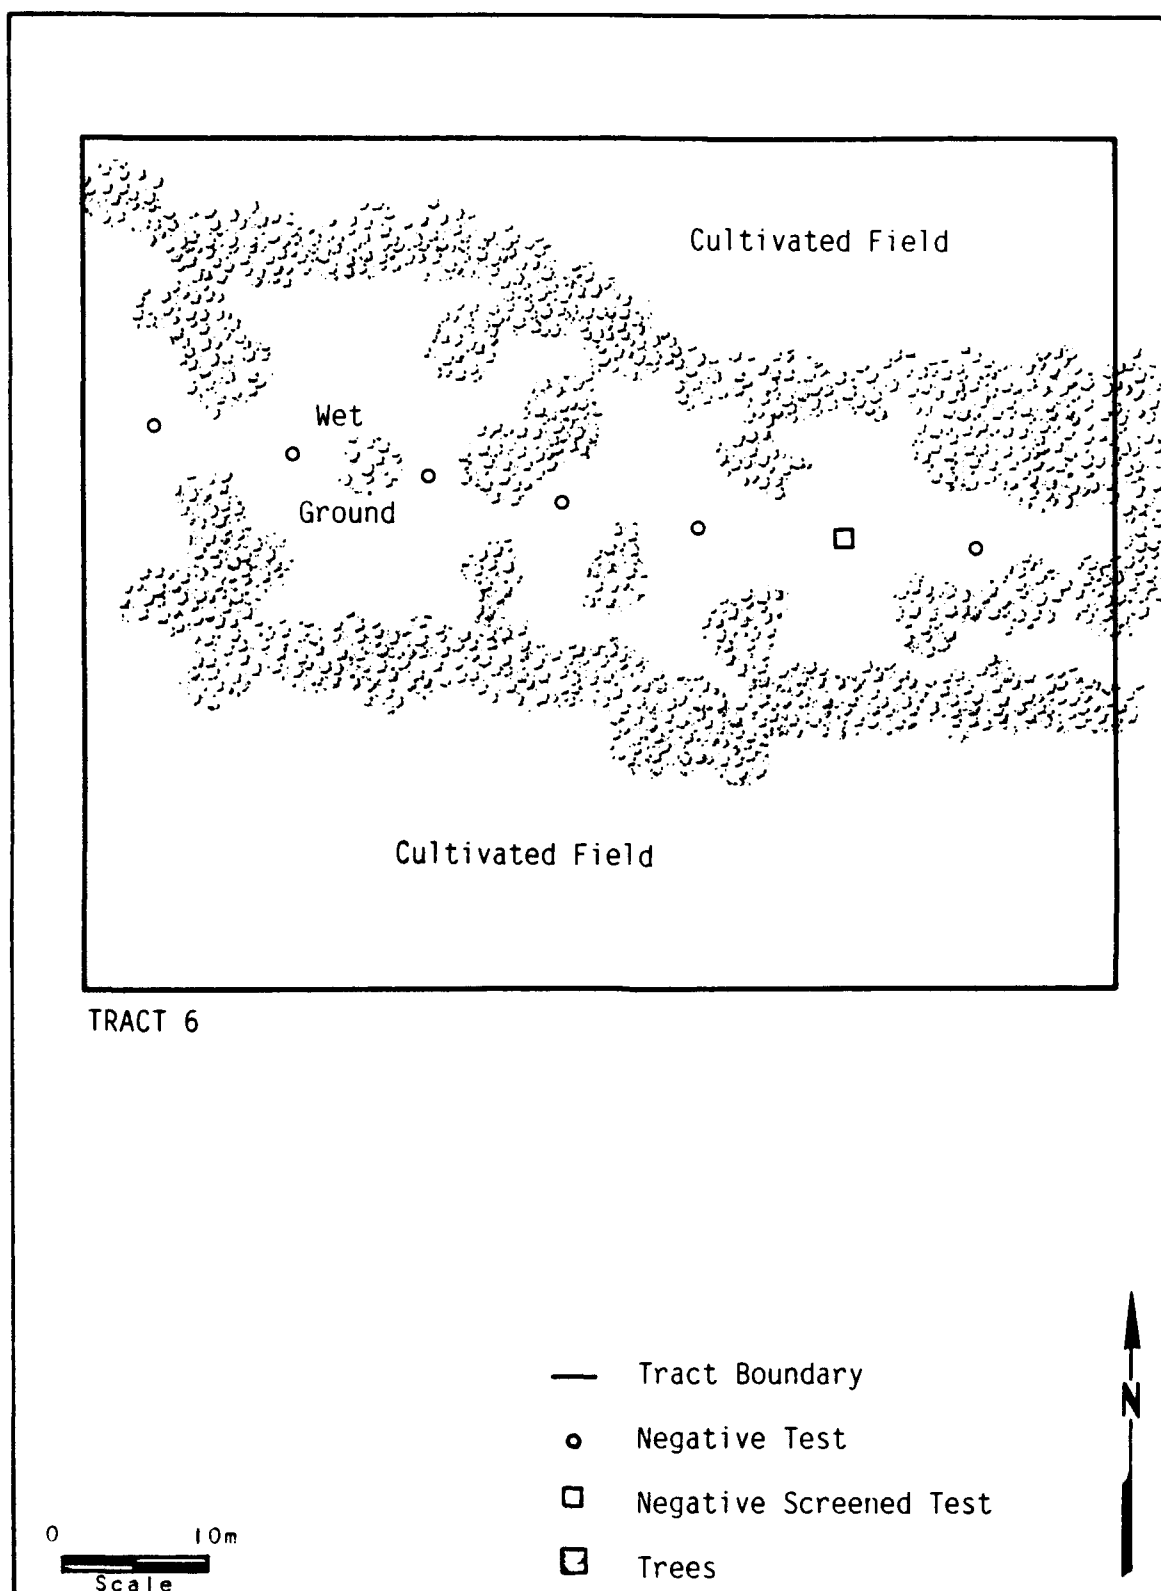 Cultivated Field
Wet
Ground
Cultivated Field
TRACT 6
Tract Boundary
Negative Test
Negative Screened Test
Trees
N
0 10m
Scale